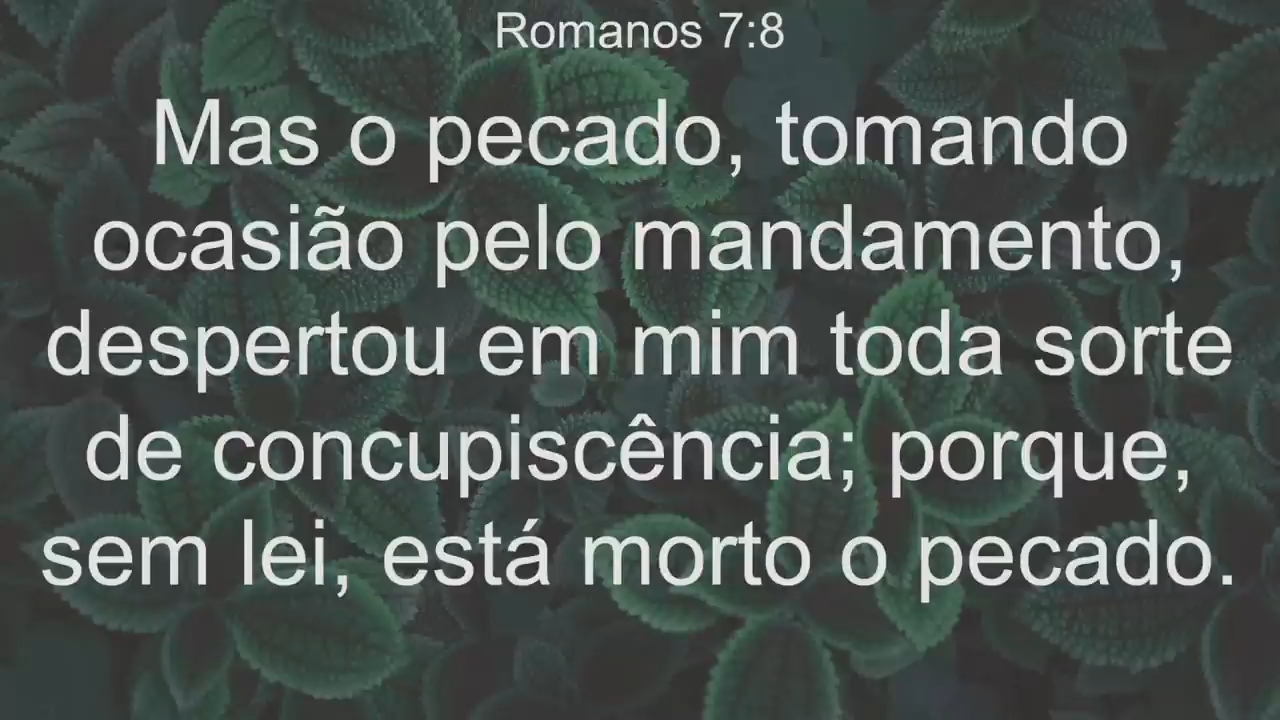 Romanos 7:8
Mas o pecado, tomando
ocasião pelo mandamento,
despertou em mim toda sorte
de concupiscência; porque,
sem lei, está morto o pecado.